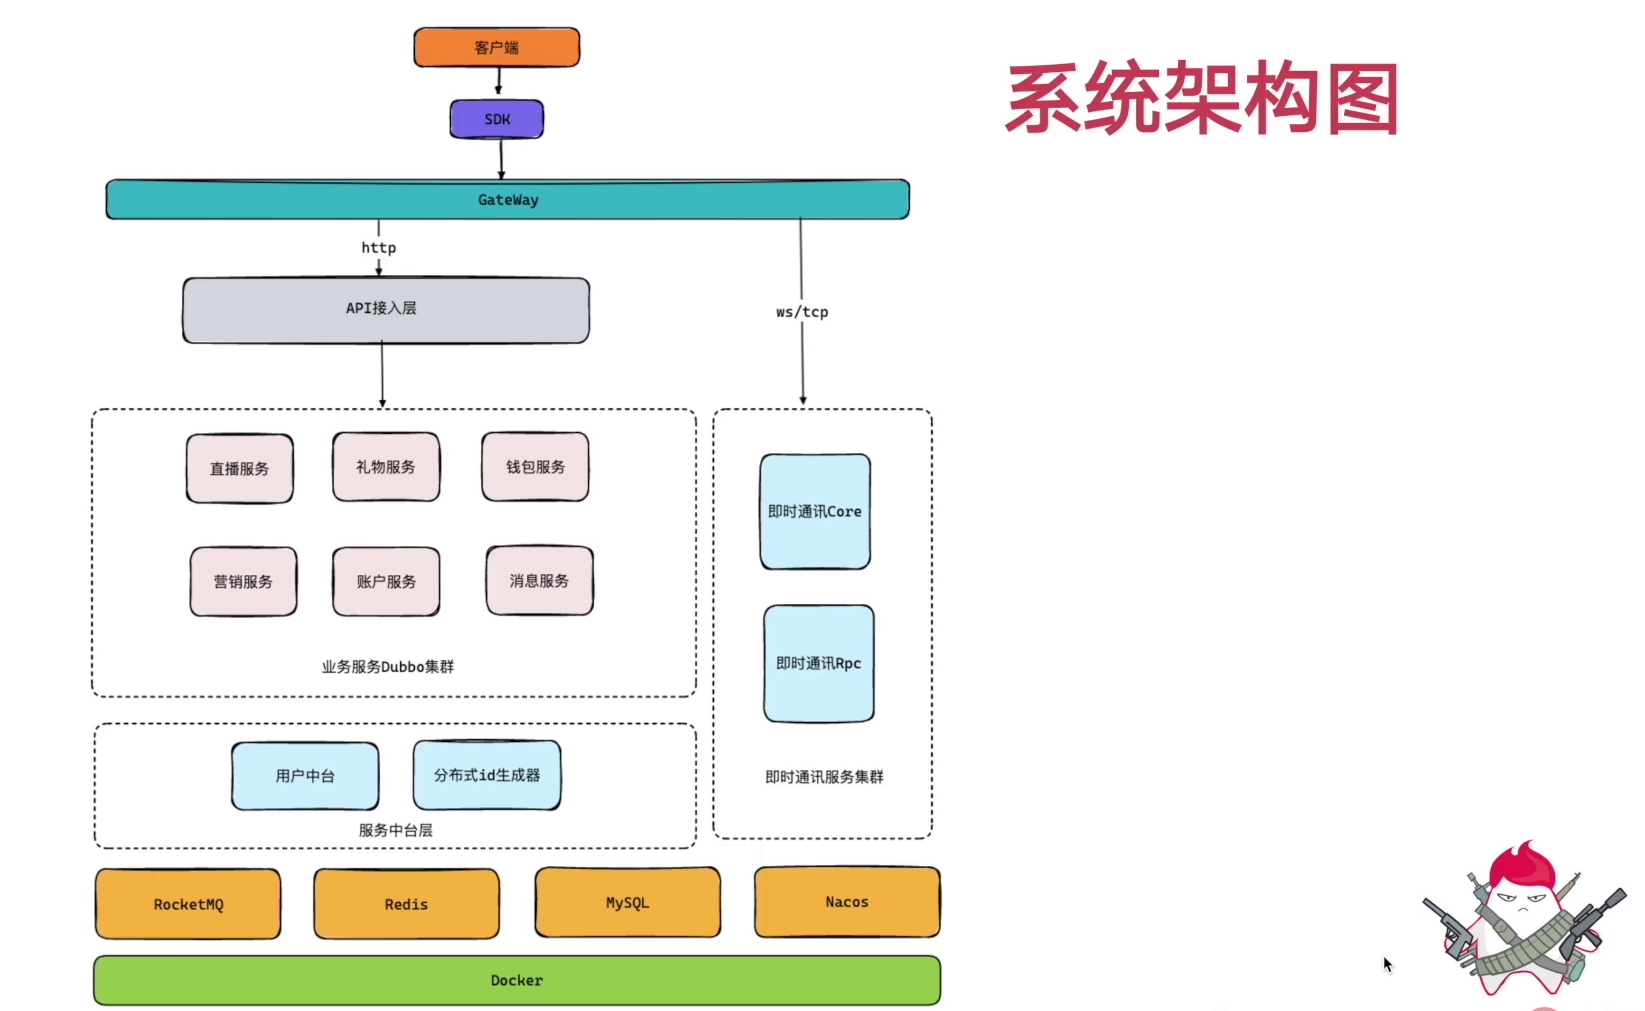 客户端
系统架构图
SDK
GateWay
http
API接入层
ws/tcp
直播服务
礼物服务
钱包服务
即时通讯Core
营销服务
账户服务
消息服务
业务服务Dubbo集群
即时通讯Rpc
用户中台
分布式id生成器
即时通讯服务集群
服务中台层
RocketMQ
Redis
MySQL
Nacos
Docker